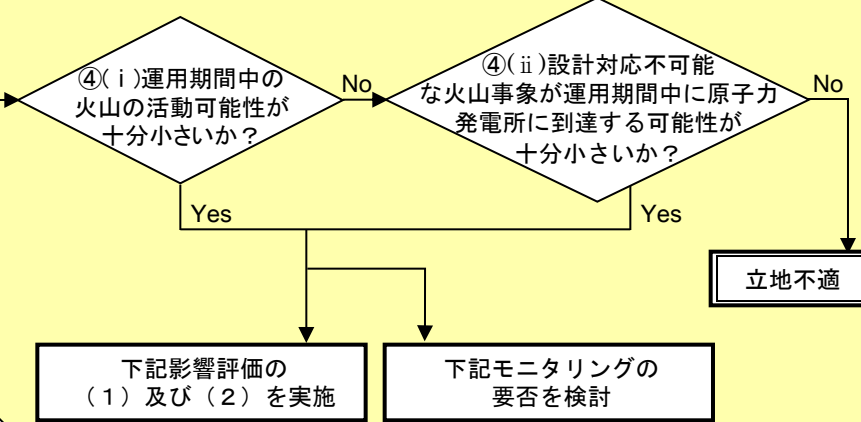 ④(ⅰ)運用期間中の
火山の活動可能性が
十分小さいか？
No
④(ⅱ)設計対応不可能
な火山事象が運用期間中に原子力
発電所に到達する可能性が
十分小さいか？
No
Yes
Yes
立地不適
下記影響評価の
（１）及び（２）を実施
下記モニタリングの
要否を検討